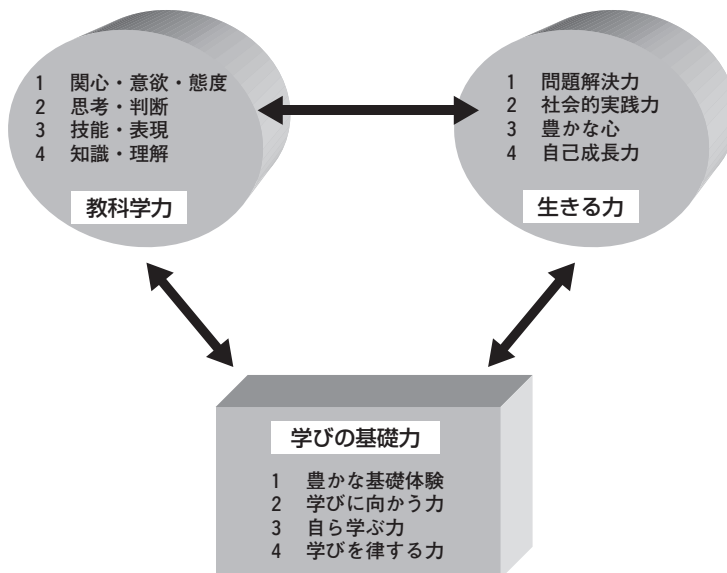 1 関心・意欲・態度
2 思考・判断
3 技能・表現
4 知識・理解
教科学力
1 問題解決力
2 社会的実践力
3 豊かな心
4 自己成長力
生きる力
学びの基礎力
1 豊かな基礎体験
2 学びに向かう力
3 自ら学ぶ力
4 学びを律する力